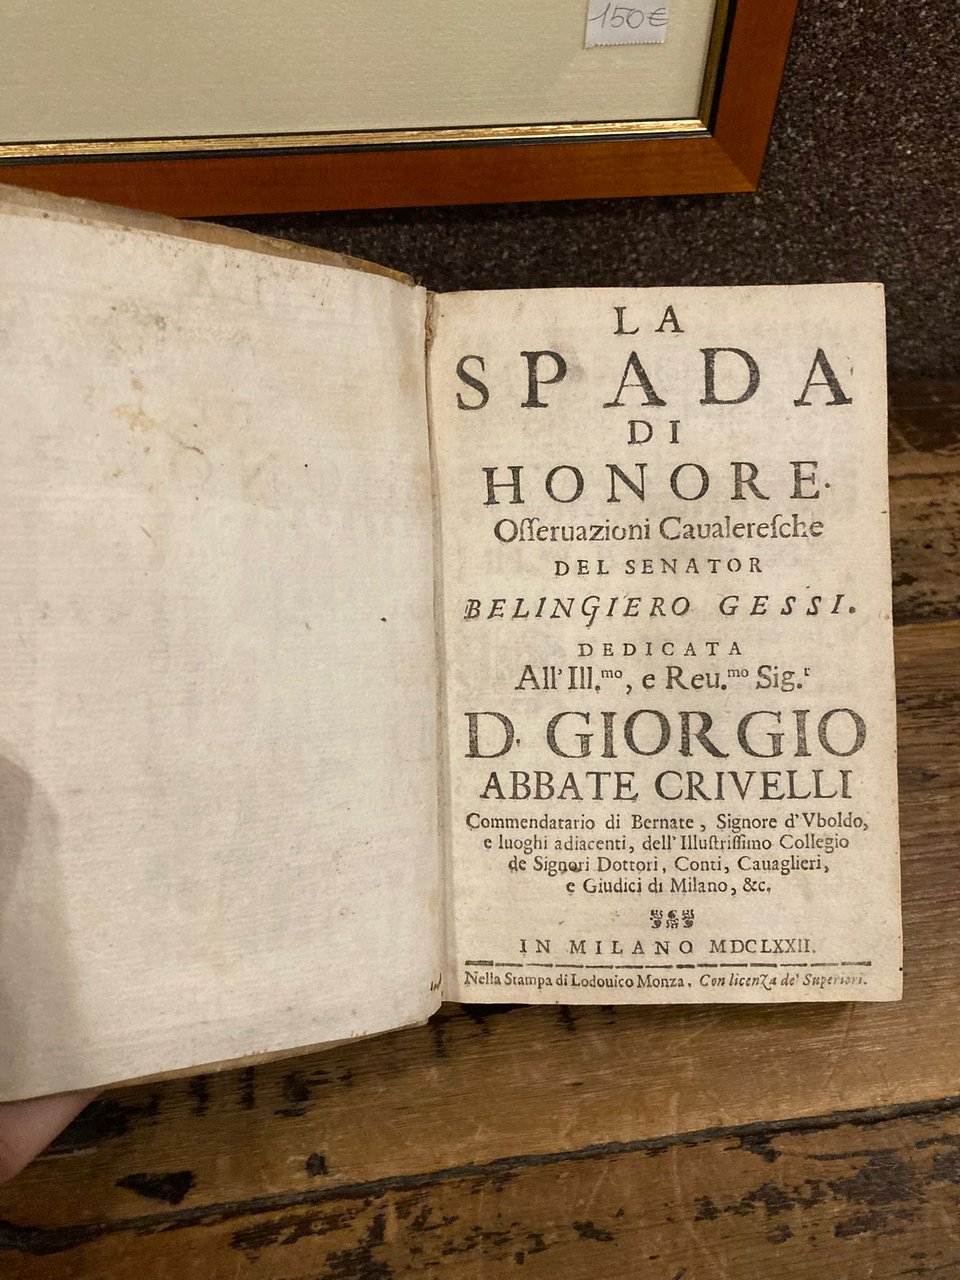 150€
LA
SPADA
DI
HONORE.
Oſſeruazioni Caualereſche
DEL SENATOR
BELINGIERO GESSI.
DEDICATA
All' Ill.ᵐᵒ, e Reu.ᵐᵒ Sig.ʳ
D. GIORGIO
ABBATE CRIVELLI
Commendatario di Bernate, Signore d'Vboldo,
e luoghi adiacenti, dell'Illuſtriſſimo Collegio
de Signori Dottori, Conti, Cauaglieri,
e Giudici di Milano, &c.
IN MILANO MDCLXXII.
Nella Stampa di Lodouico Monza. Con licenza de' Superiori.